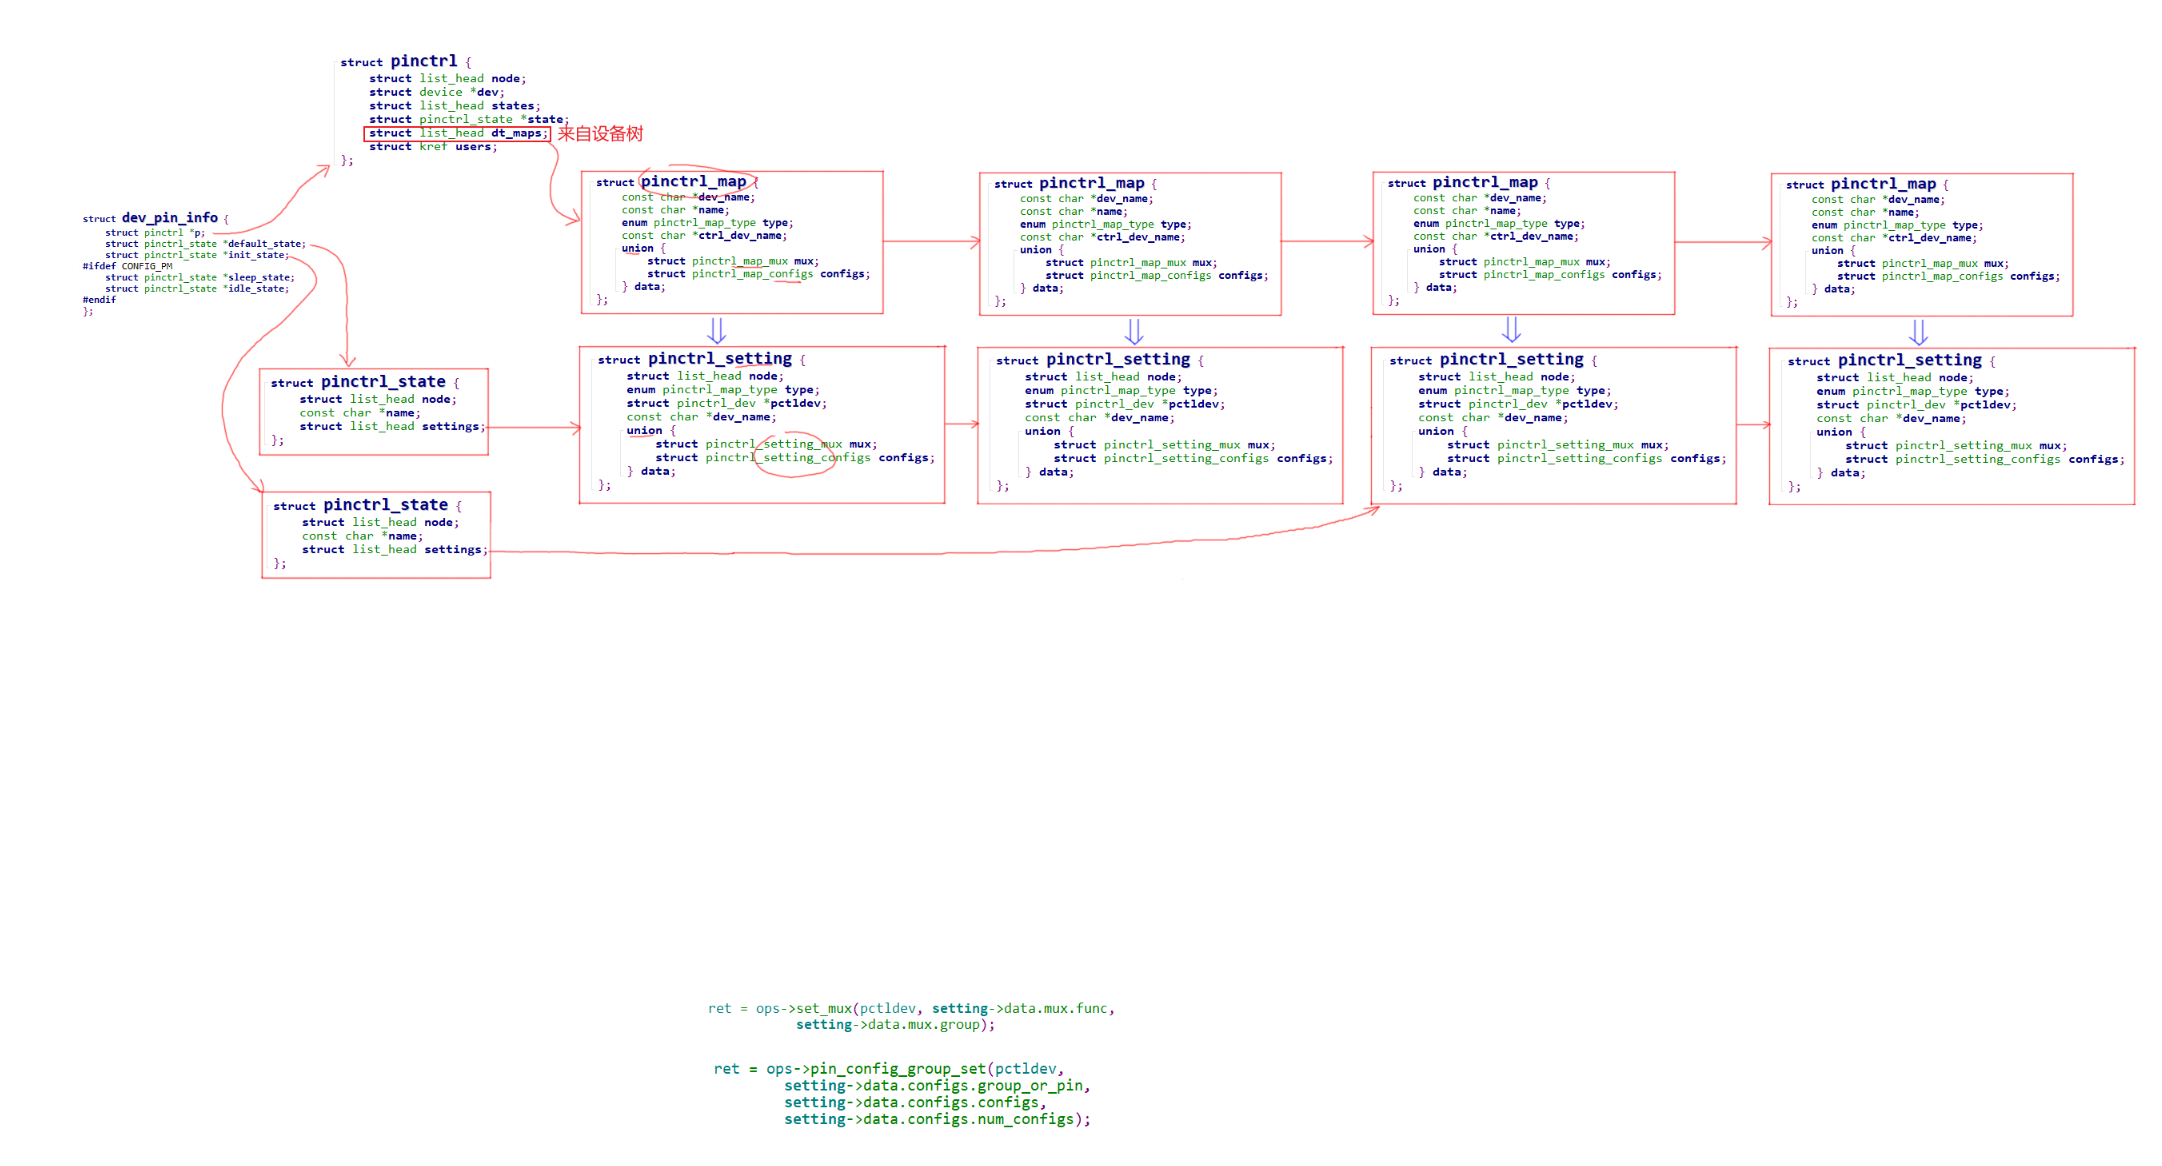 struct pinctrl {
struct list_head node;
struct device *dev;
struct list_head states;
struct pinctrl_state *state;
struct list_head dt_maps; 来自设备树
struct kref users;
};
struct dev_pin_info {
struct pinctrl *p;
struct pinctrl_state *default_state;
struct pinctrl_state *init_state;
#ifdef CONFIG_PM
struct pinctrl_state *sleep_state;
struct pinctrl_state *idle_state;
#endif
};
struct pinctrl_map {
const char *dev_name;
const char *name;
enum pinctrl_map_type type;
const char *ctrl_dev_name;
union {
struct pinctrl_map_mux mux;
struct pinctrl_map_configs configs;
} data;
};
struct pinctrl_map {
const char *dev_name;
const char *name;
enum pinctrl_map_type type;
const char *ctrl_dev_name;
union {
struct pinctrl_map_mux mux;
struct pinctrl_map_configs configs;
} data;
};
struct pinctrl_map {
const char *dev_name;
const char *name;
enum pinctrl_map_type type;
const char *ctrl_dev_name;
union {
struct pinctrl_map_mux mux;
struct pinctrl_map_configs configs;
} data;
};
struct pinctrl_map {
const char *dev_name;
const char *name;
enum pinctrl_map_type type;
const char *ctrl_dev_name;
union {
struct pinctrl_map_mux mux;
struct pinctrl_map_configs configs;
} data;
};
struct pinctrl_state {
struct list_head node;
const char *name;
struct list_head settings;
};
struct pinctrl_setting {
struct list_head node;
enum pinctrl_map_type type;
struct pinctrl_dev *pctldev;
const char *dev_name;
union {
struct pinctrl_setting_mux mux;
struct pinctrl_setting_configs configs;
} data;
};
struct pinctrl_setting {
struct list_head node;
enum pinctrl_map_type type;
struct pinctrl_dev *pctldev;
const char *dev_name;
union {
struct pinctrl_setting_mux mux;
struct pinctrl_setting_configs configs;
} data;
};
struct pinctrl_setting {
struct list_head node;
enum pinctrl_map_type type;
struct pinctrl_dev *pctldev;
const char *dev_name;
union {
struct pinctrl_setting_mux mux;
struct pinctrl_setting_configs configs;
} data;
};
struct pinctrl_setting {
struct list_head node;
enum pinctrl_map_type type;
struct pinctrl_dev *pctldev;
const char *dev_name;
union {
struct pinctrl_setting_mux mux;
struct pinctrl_setting_configs configs;
} data;
};
struct pinctrl_state {
struct list_head node;
const char *name;
struct list_head settings;
};
ret = ops->set_mux(pctldev, setting->data.mux.func,
setting->data.mux.group);
ret = ops->pin_config_group_set(pctldev,
setting->data.configs.group_or_pin,
setting->data.configs.configs,
setting->data.configs.num_configs);